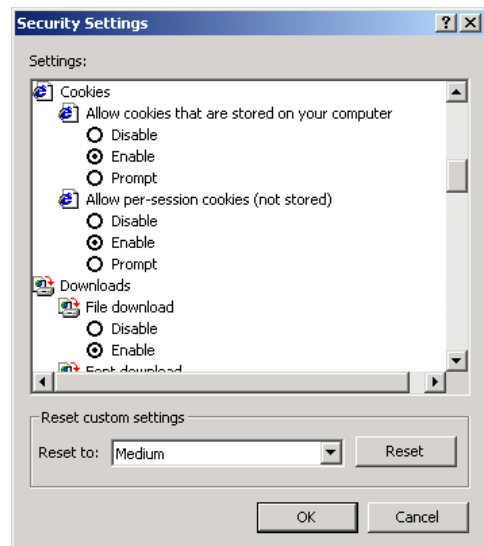 Security Settings
Settings:
Cookies
Allow cookies that are stored on your computer
Disable
Enable
Prompt
Allow per-session cookies (not stored)
Disable
Enable
Prompt
Downloads
File download
Disable
Enable
Font download
Reset custom settings
Reset to: Medium Reset
OK Cancel